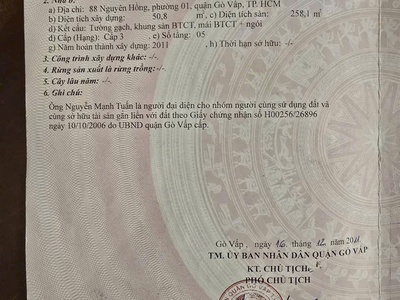 2. Nhà ở:
a) Địa chỉ: 88 Nguyên Hồng, phường 01, quận Gò Vấp, TP. HCM
b) Diện tích xây dựng: 50,8 m², c) Diện tích sàn: 258,1 m²
d) Kết cấu: Tường gạch, khung sàn BTCT, mái BTCT + ngói
đ) Cấp (Hạng): Cấp 3 e) Số tầng: 05
g) Năm hoàn thành xây dựng: 2011 h) Thời hạn sở hữu: -/-
3. Công trình xây dựng khác: -/-
4. Rừng sản xuất là rừng trồng: -/-
5. Cây lâu năm: -/-
6. Ghi chú:
Ông Nguyễn Mạnh Tuấn là người đại diện cho nhóm người cùng sử dụng đất và
cùng sở hữu tài sản gắn liền với đất theo Giấy chứng nhận số H00256/26896
ngày 10/10/2006 do UBND quận Gò Vấp cấp.
Gò Vấp, ngày 16 tháng 12 năm 2011
TM. ỦY BAN NHÂN DÂN QUẬN GÒ VẤP
KT. CHỦ TỊCH
PHÓ CHỦ TỊCH